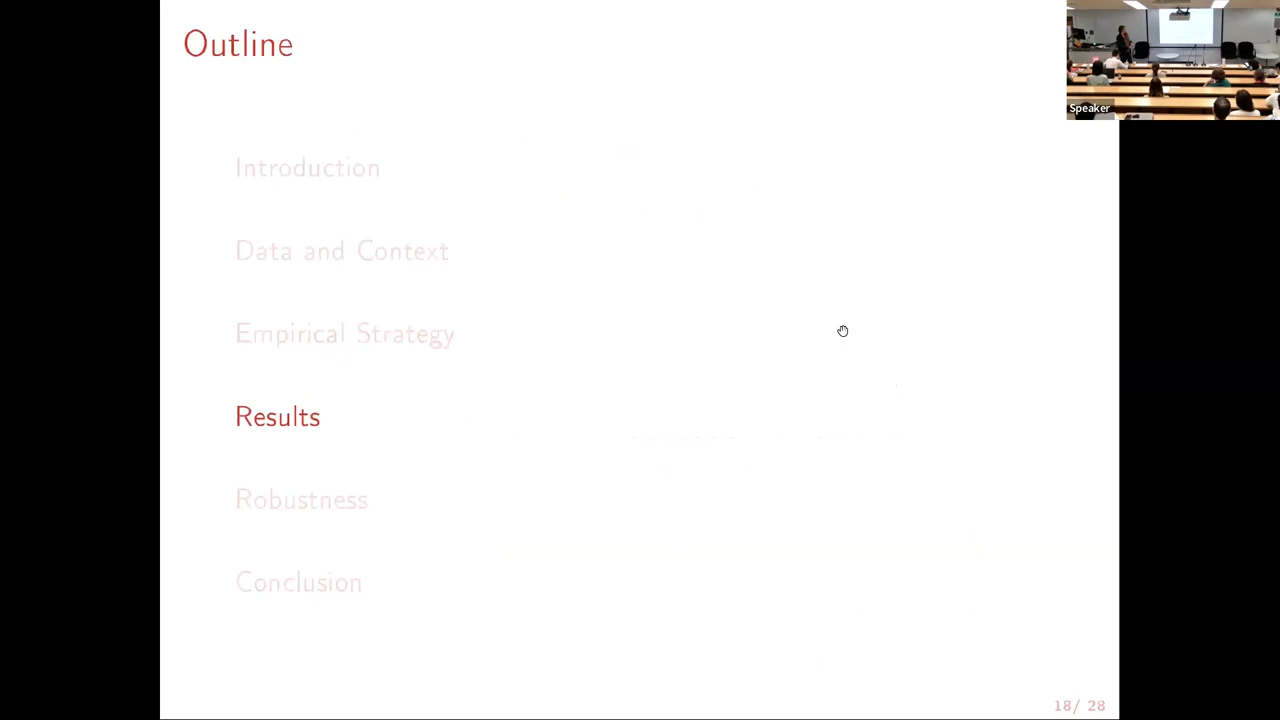 Outline
Speaker
Introduction
Data and Context
Empirical Strategy
Results
Robustness
Conclusion
18/ 28